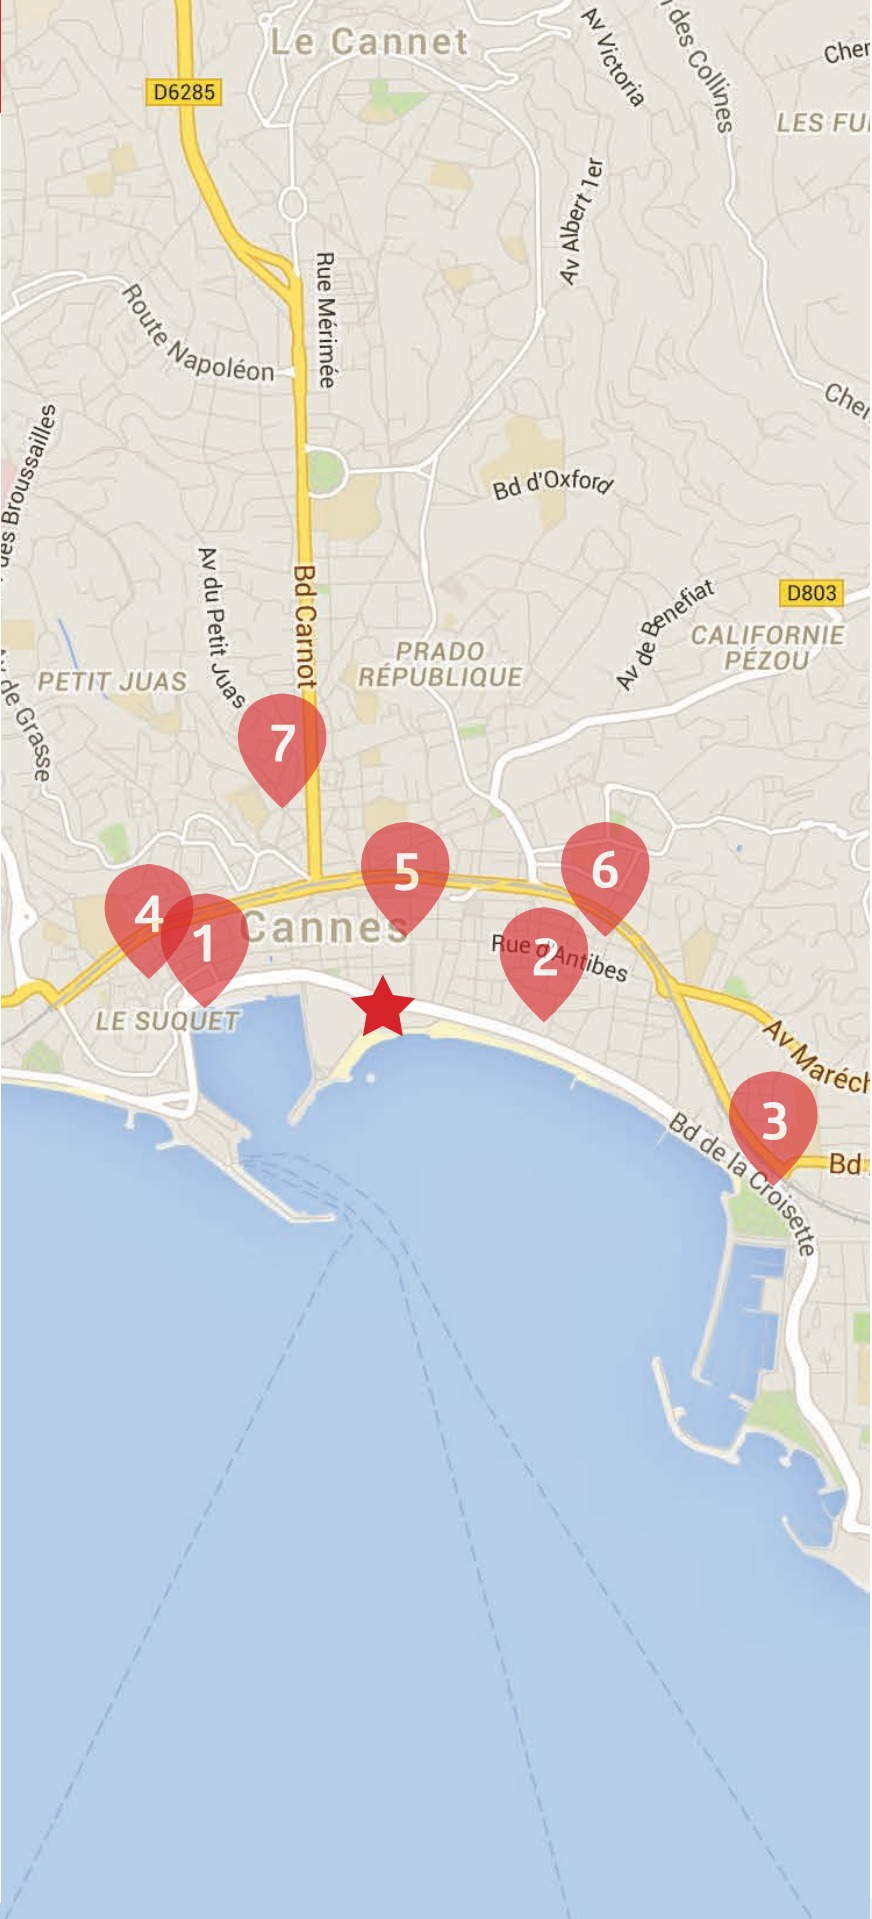 Le Cannet
Av Victoria
des Collines
Cher
D6285
LES FU
Av Albert 1er
Rue Mérimée
Route Napoléon
Cher
des Broussailles
Bd d'Oxford
Av du Petit Juas
Bd Carnot
D803
Av de Benefiat
CALIFORNIE
PÉZOU
PRADO
RÉPUBLIQUE
PETIT JUAS
de Grasse
7
5
6
4
1
Cannes
2
Rue d'Antibes
LE SUQUET
Av Maréch
3
Bd de la Croisette
Bd